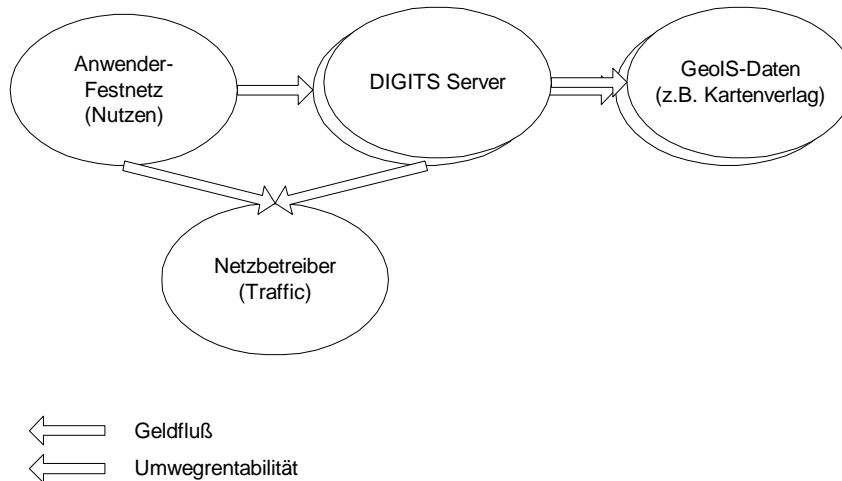 Anwender-
Festnetz
(Nutzen)
DIGITS Server
GeoIS-Daten
(z.B. Kartenverlag)
Netzbetreiber
(Traffic)
Geldfluß
Umwegrentabilität